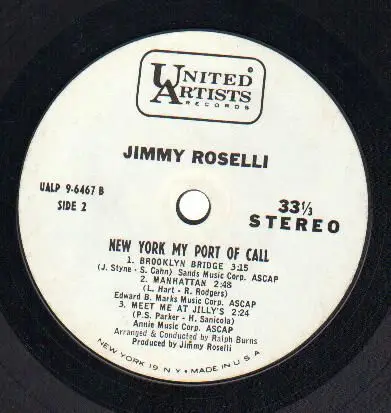 UNITED
ARTISTS
RECORDS
JIMMY ROSELLI
UALP 9-6467 B
SIDE 2
33⅓
STEREO
NEW YORK MY PORT OF CALL
1. BROOKLYN BRIDGE 3:15
(J. Styne - S. Cahn) Sands Music Corp. ASCAP
2. MANHATTAN 2:48
(L. Hart - R. Rodgers)
Edward B. Marks Music Corp. ASCAP
3. MEET ME AT JILLY'S 2:24
(P.S. Parker - H. Sanicola)
Annie Music Corp. ASCAP
Arranged & Conducted by Ralph Burns
Produced by Jimmy Roselli
NEW YORK 19 N Y • MADE IN U S A